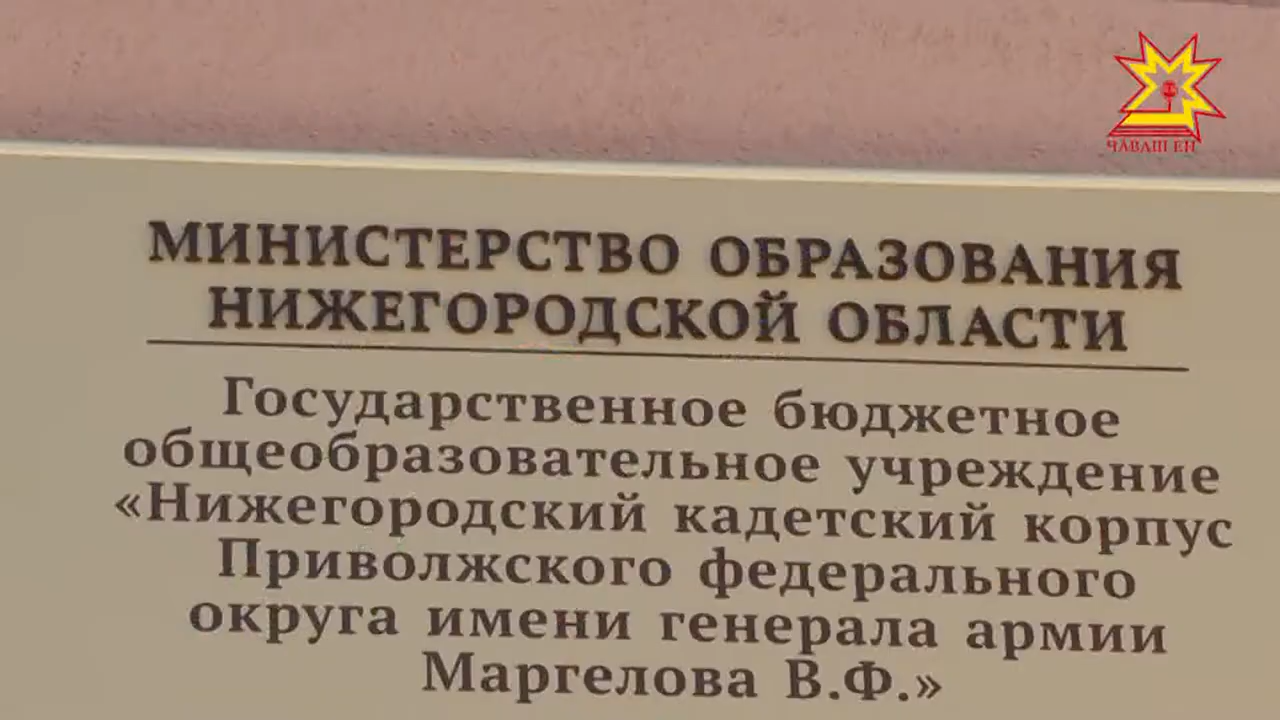 ЧĂВАШ ЕН
МИНИСТЕРСТВО ОБРАЗОВАНИЯ
НИЖЕГОРОДСКОЙ ОБЛАСТИ
Государственное бюджетное
общеобразовательное учреждение
«Нижегородский кадетский корпус
Приволжского федерального
округа имени генерала армии
Маргелова В.Ф.»